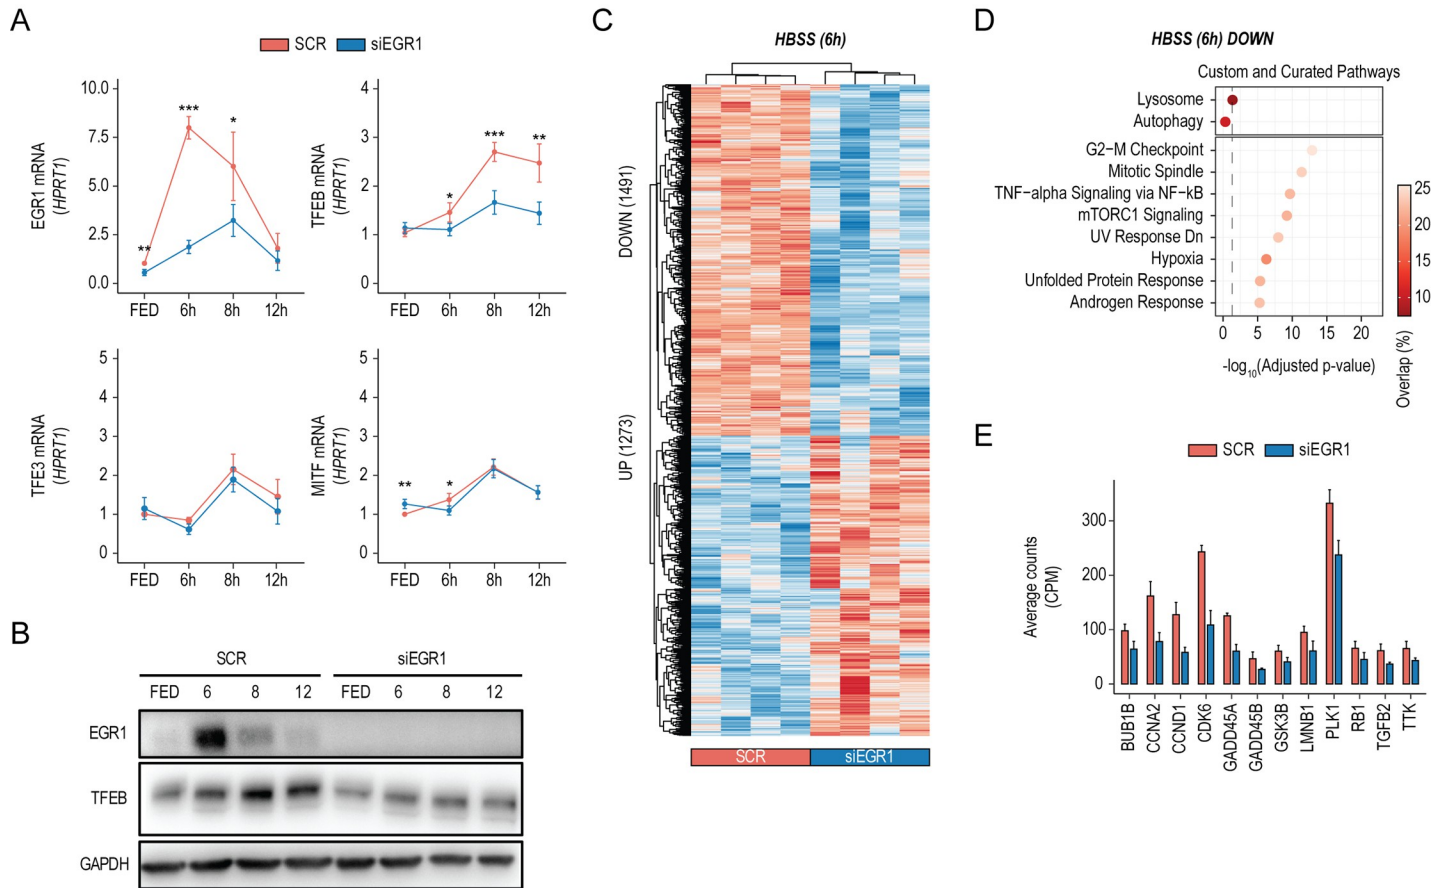 A
SCR siEGR1
EGR1 mRNA
(HPRT1)
10.0
7.5
5.0
2.5
0.0
**
***
*
FED 6h 8h 12h
TFEB mRNA
(HPRT1)
4
3
2
1
0
*
***
**
FED 6h 8h 12h
TFE3 mRNA
(HPRT1)
5
4
3
2
1
0
FED 6h 8h 12h
MITF mRNA
(HPRT1)
5
4
3
2
1
0
**
*
FED 6h 8h 12h
B
SCR siEGR1
FED 6 8 12 FED 6 8 12
EGR1
TFEB
GAPDH
C
HBSS (6h)
DOWN (1491)
UP (1273)
SCR siEGR1
D
HBSS (6h) DOWN
Custom and Curated Pathways
Lysosome
Autophagy
G2−M Checkpoint
Mitotic Spindle
TNF−alpha Signaling via NF−kB
mTORC1 Signaling
UV Response Dn
Hypoxia
Unfolded Protein Response
Androgen Response
0 5 10 15 20
-log10(Adjusted p-value)
25
20
15
10
Overlap (%)
E
SCR siEGR1
Average counts
(CPM)
300
200
100
0
BUB1B
CCNA2
CCND1
CDK6
GADD45A
GADD45B
GSK3B
LMNB1
PLK1
RB1
TGFB2
TTK